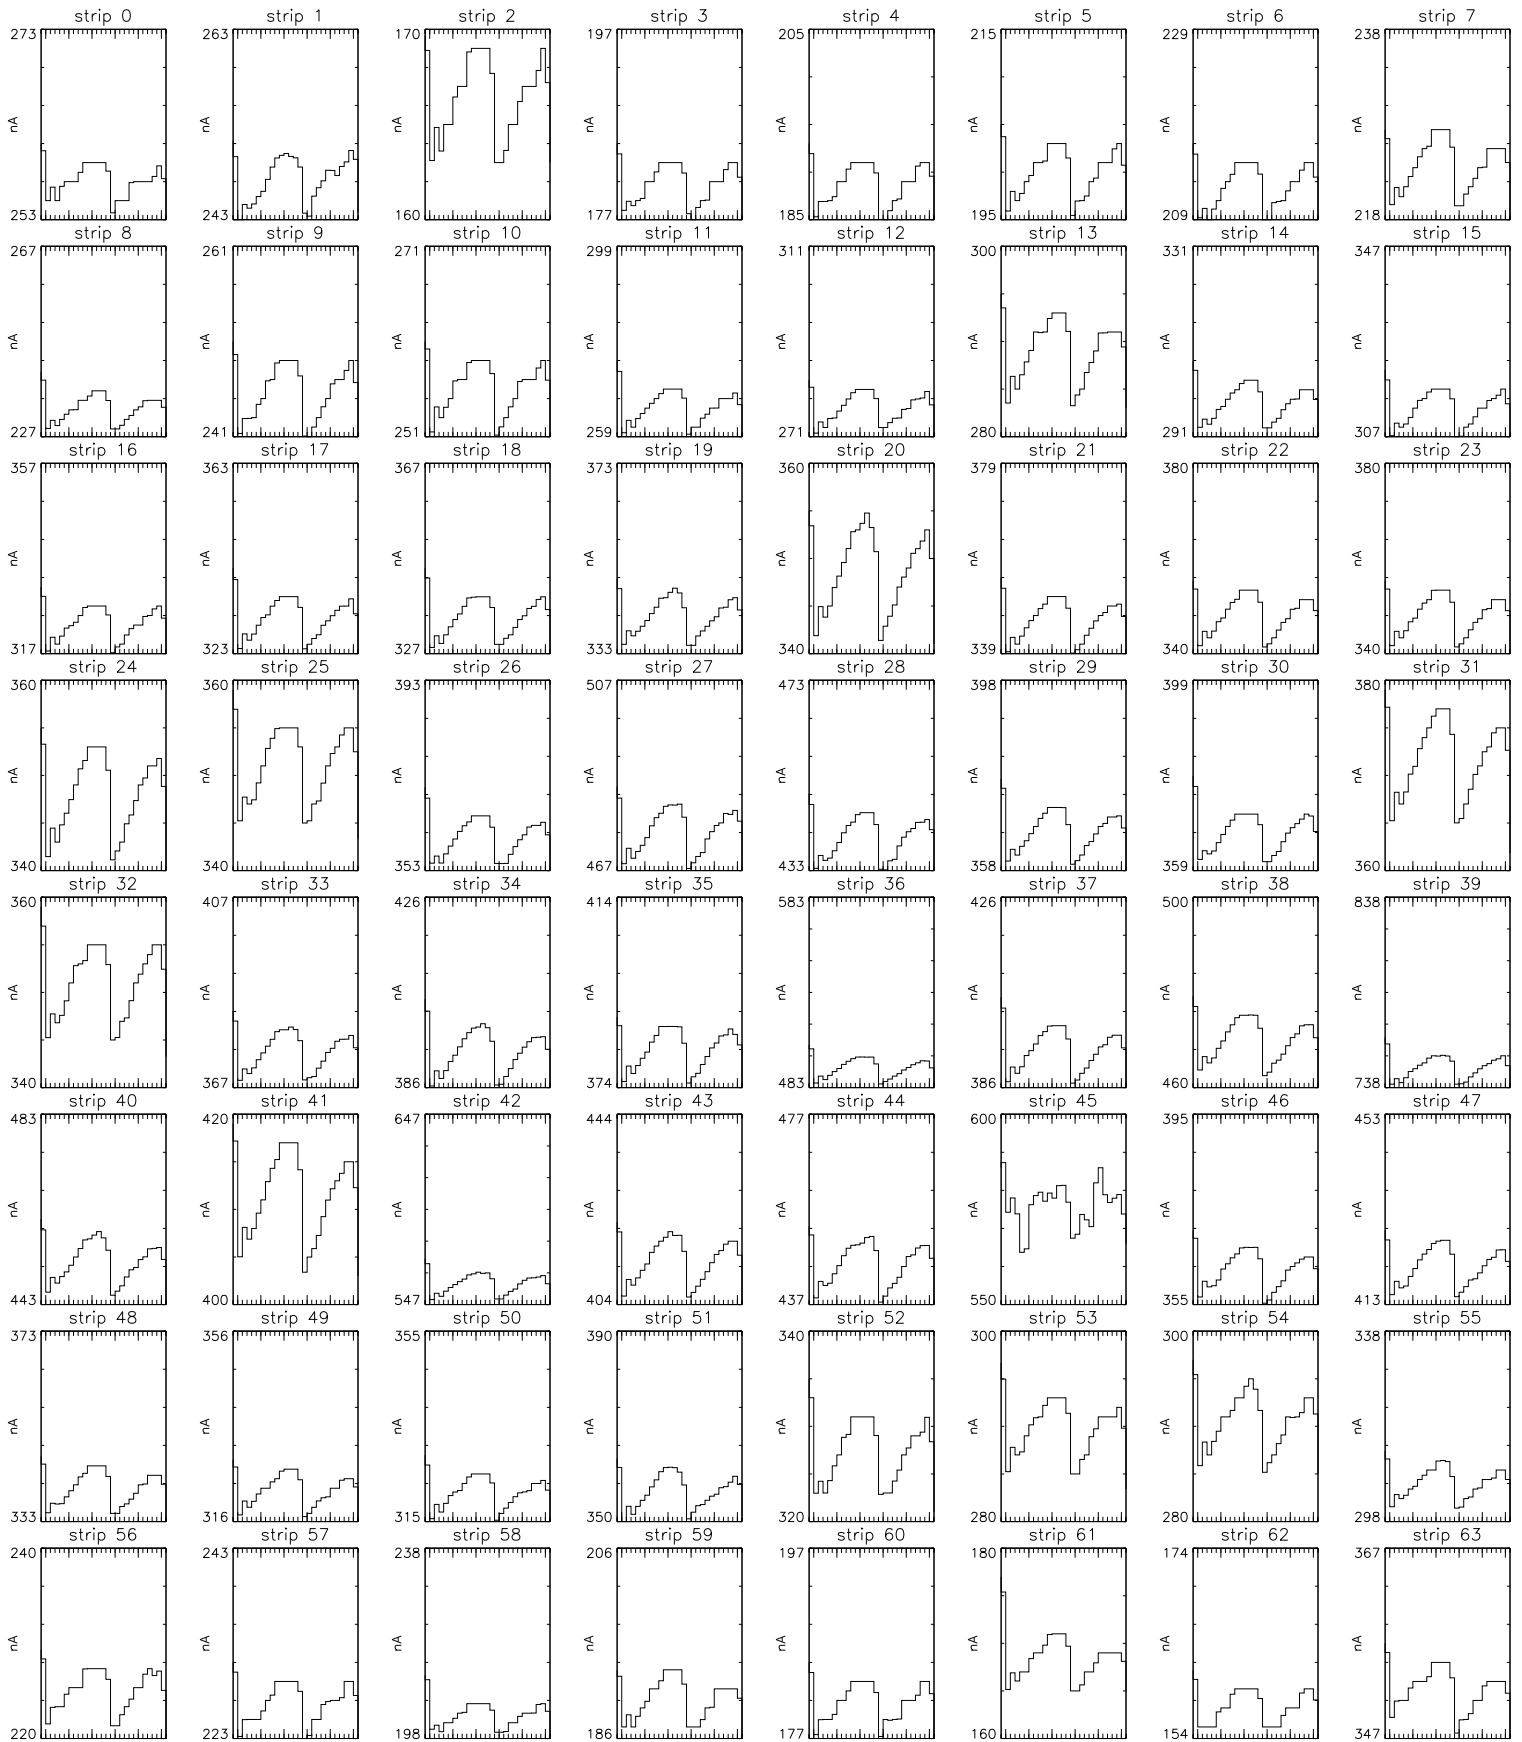 strip 0 strip 1 strip 2 strip 3 strip 4 strip 5 strip 6 strip 7
273 263 170 197 205 215 229 238
nA nA nA nA nA nA nA nA
253 243 160 177 185 195 209 218
strip 8 strip 9 strip 10 strip 11 strip 12 strip 13 strip 14 strip 15
267 261 271 299 311 300 331 347
nA nA nA nA nA nA nA nA
227 241 251 259 271 280 291 307
strip 16 strip 17 strip 18 strip 19 strip 20 strip 21 strip 22 strip 23
357 363 367 373 360 379 380 380
nA nA nA nA nA nA nA nA
317 323 327 333 340 339 340 340
strip 24 strip 25 strip 26 strip 27 strip 28 strip 29 strip 30 strip 31
360 360 393 507 473 398 399 380
nA nA nA nA nA nA nA nA
340 340 353 467 433 358 359 360
strip 32 strip 33 strip 34 strip 35 strip 36 strip 37 strip 38 strip 39
360 407 426 414 583 426 500 838
nA nA nA nA nA nA nA nA
340 367 386 374 483 386 460 738
strip 40 strip 41 strip 42 strip 43 strip 44 strip 45 strip 46 strip 47
483 420 647 444 477 600 395 453
nA nA nA nA nA nA nA nA
443 400 547 404 437 550 355 413
strip 48 strip 49 strip 50 strip 51 strip 52 strip 53 strip 54 strip 55
373 356 355 390 340 300 300 338
nA nA nA nA nA nA nA nA
333 316 315 350 320 280 280 298
strip 56 strip 57 strip 58 strip 59 strip 60 strip 61 strip 62 strip 63
240 243 238 206 197 180 174 367
nA nA nA nA nA nA nA nA
220 223 198 186 177 160 154 347